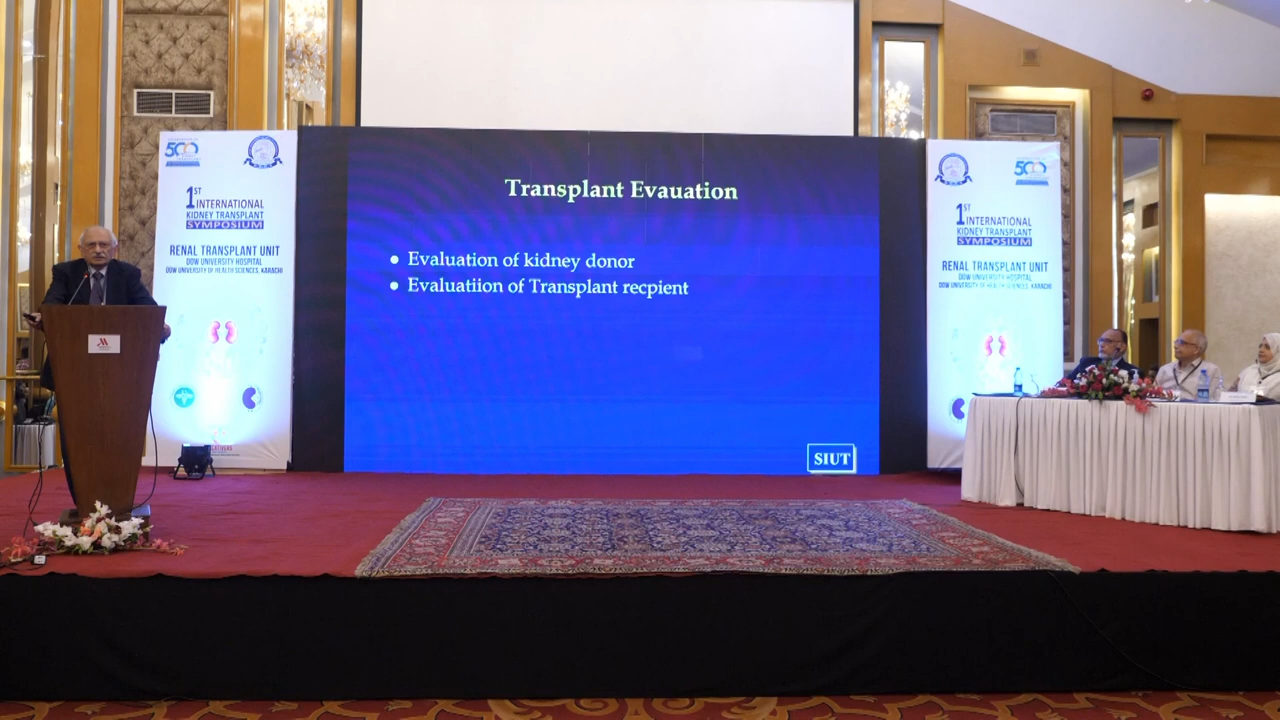 500
1ST
INTERNATIONAL
KIDNEY TRANSPLANT
SYMPOSIUM
RENAL TRANSPLANT UNIT
DOW UNIVERSITY HOSPITAL
DOW UNIVERSITY OF HEALTH SCIENCES, KARACHI
Transplant Evauation
● Evaluation of kidney donor
● Evaluatiion of Transplant recpient
SIUT
500
1ST
INTERNATIONAL
KIDNEY TRANSPLANT
SYMPOSIUM
RENAL TRANSPLANT UNIT
DOW UNIVERSITY HOSPITAL
DOW UNIVERSITY OF HEALTH SCIENCES, KARACHI